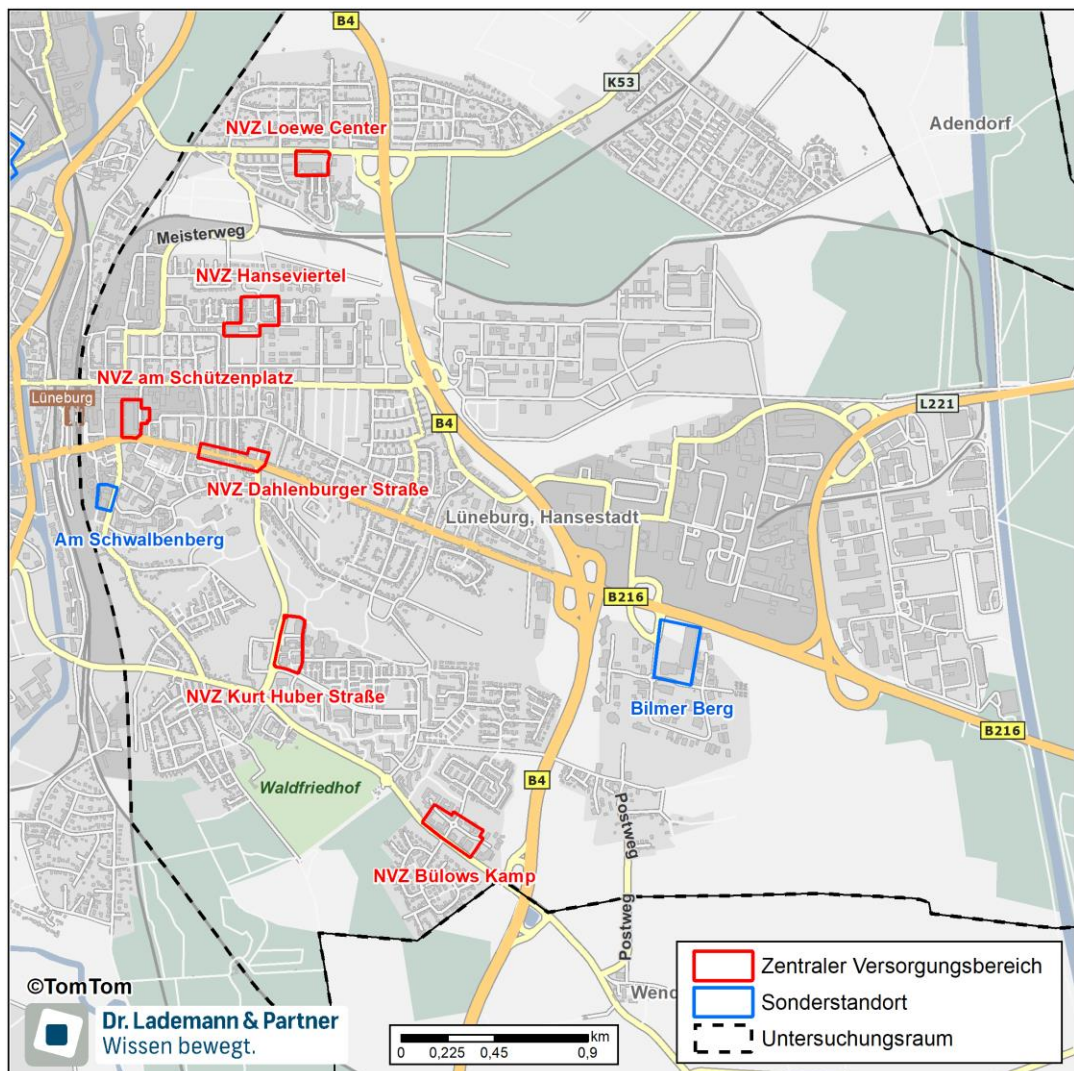 B4
K53
NVZ Loewe Center
Adendorf
Meisterweg
NVZ Hanseviertel
NVZ am Schützenplatz
Lüneburg
L221
B4
NVZ Dahlenburger Straße
Lüneburg, Hansestadt
Am Schwalbenberg
B216
NVZ Kurt Huber Straße
Bilmer Berg
B216
B4
Waldfriedhof
Postweg
NVZ Bülows Kamp
Postweg
Wend
©TomTom
Dr. Lademann & Partner
Wissen bewegt.
km
0 0,225 0,45 0,9
Zentraler Versorgungsbereich
Sonderstandort
Untersuchungsraum